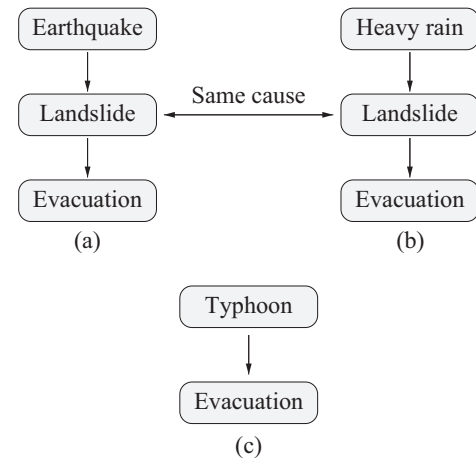 Earthquake
Heavy rain
Landslide
Same cause
Landslide
Evacuation
Evacuation
(a)
(b)
Typhoon
Evacuation
(c)